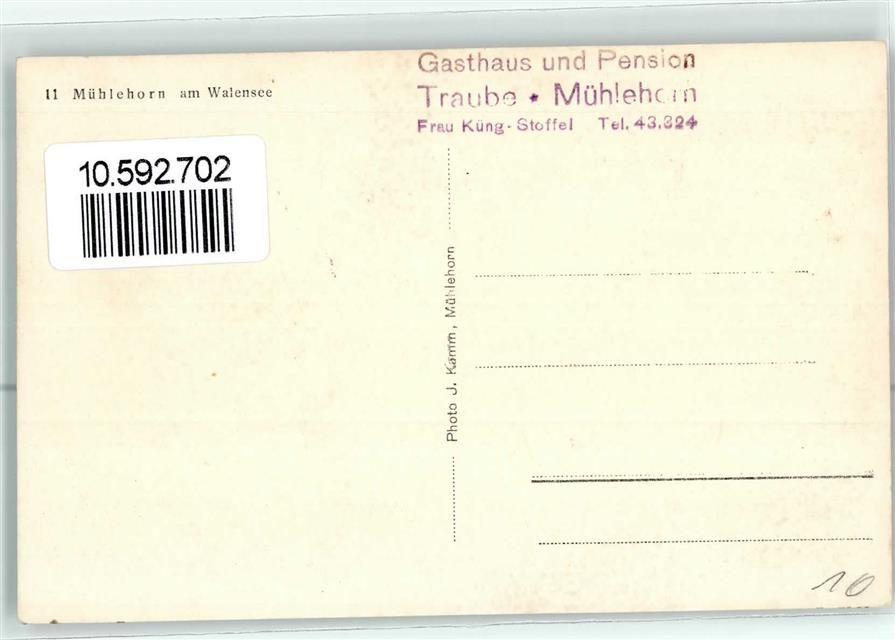 11 Mühlehorn am Walensee
Gasthaus und Pension
Traube * Mühlehorn
Frau Küng-Stoffel Tel. 43.324
10.592.702
Photo J. Kamm, Mühlehorn
10